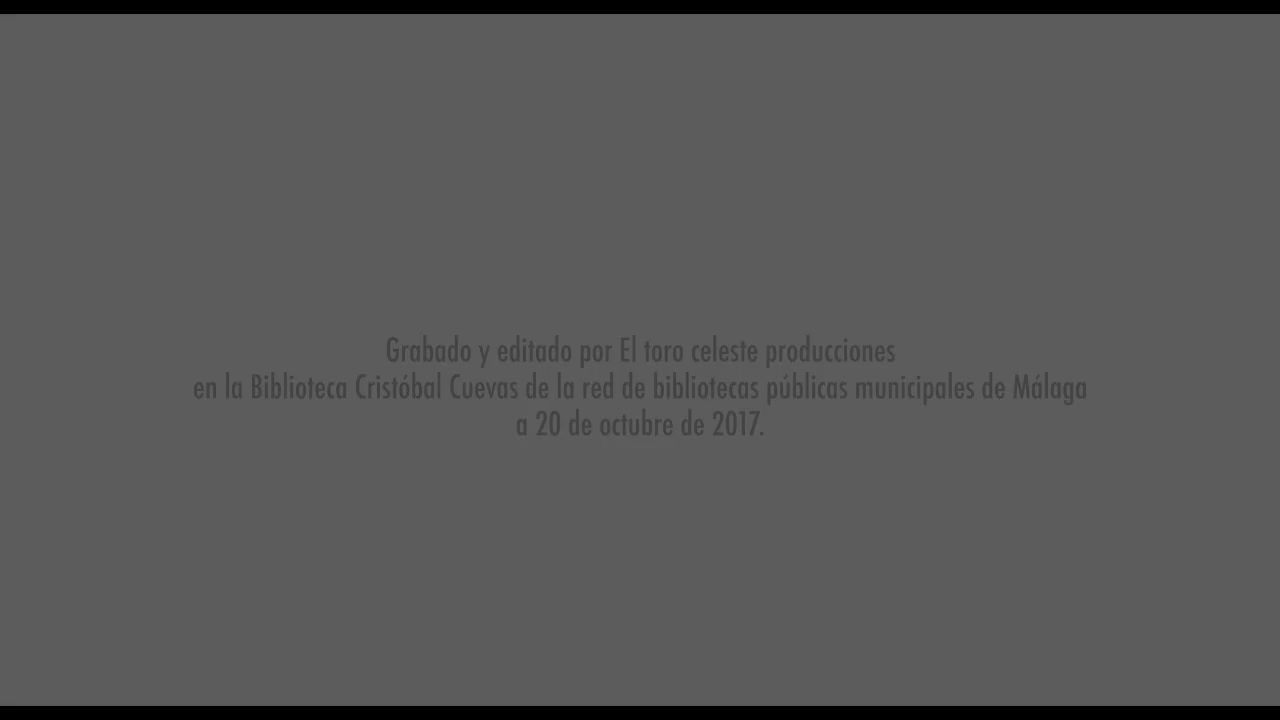 Grabado y editado por El toro celeste producciones
en la Biblioteca Cristóbal Cuevas de la red de bibliotecas públicas municipales de Málaga
a 20 de octubre de 2017.